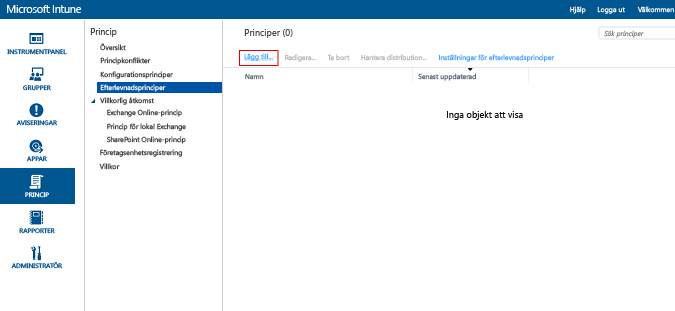 Microsoft Intune
Hjälp Logga ut Välkommen
INSTRUMENTPANEL
GRUPPER
AVISERINGAR
APPAR
PRINCIP
RAPPORTER
ADMINISTRATÖR
Princip
Översikt
Principkonflikter
Konfigurationsprinciper
Efterlevnadsprinciper
Villkorlig åtkomst
Exchange Online-princip
Princip för lokal Exchange
SharePoint Online-princip
Företagsenhetsregistrering
Villkor
Principer (0)
Sök principer
Lägg till... Redigera... Ta bort Hantera distribution... Inställningar för efterlevnadsprinciper
Namn Senast uppdaterad
Inga objekt att visa